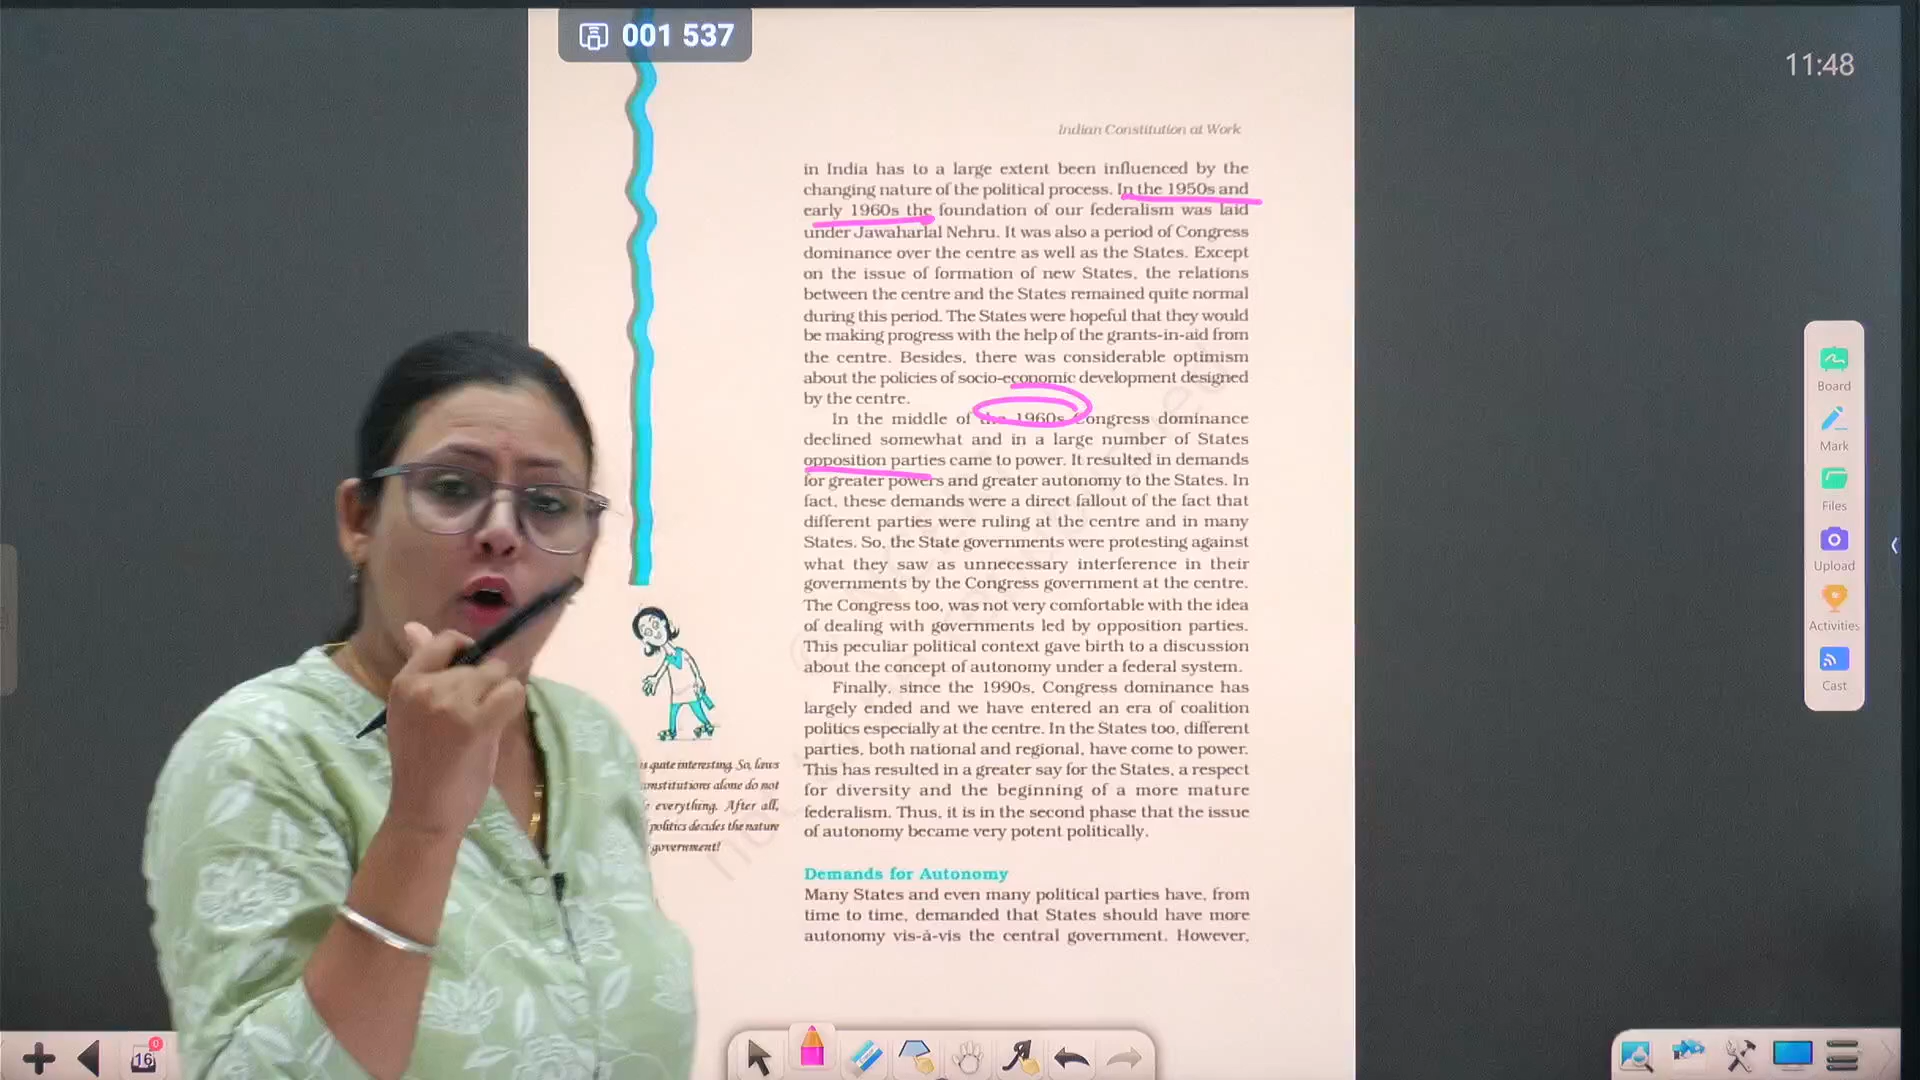 001 537
11:48
Indian Constitution at Work
in India has to a large extent been influenced by the
changing nature of the political process. In the 1950s and
early 1960s the foundation of our federalism was laid
under Jawaharlal Nehru. It was also a period of Congress
dominance over the centre as well as the States. Except
on the issue of formation of new States, the relations
between the centre and the States remained quite normal
during this period. The States were hopeful that they would
be making progress with the help of the grants-in-aid from
the centre. Besides, there was considerable optimism
about the policies of socio-economic development designed
by the centre.
In the middle of the 1960s Congress dominance
declined somewhat and in a large number of States
opposition parties came to power. It resulted in demands
for greater powers and greater autonomy to the States. In
fact, these demands were a direct fallout of the fact that
different parties were ruling at the centre and in many
States. So, the State governments were protesting against
what they saw as unnecessary interference in their
governments by the Congress government at the centre.
The Congress too, was not very comfortable with the idea
of dealing with governments led by opposition parties.
This peculiar political context gave birth to a discussion
about the concept of autonomy under a federal system.
Finally, since the 1990s, Congress dominance has
largely ended and we have entered an era of coalition
politics especially at the centre. In the States too, different
parties, both national and regional, have come to power.
This has resulted in a greater say for the States, a respect
for diversity and the beginning of a more mature
federalism. Thus, it is in the second phase that the issue
of autonomy became very potent politically.
Demands for Autonomy
Many States and even many political parties have, from
time to time, demanded that States should have more
autonomy vis-à-vis the central government. However,
quite interesting. So, laws
alone do not
everything. After all,
politics decides the nature
government!
Board
Mark
Files
Upload
Activities
Cast
16
0